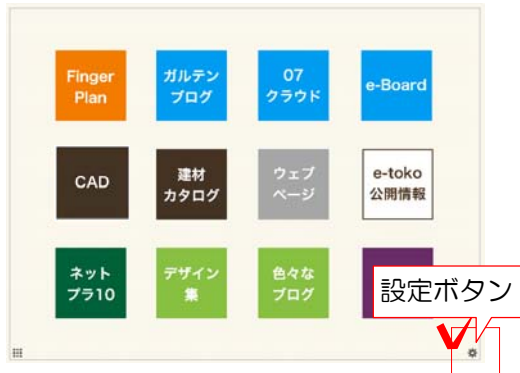 Finger
Plan
ガルテン
ブログ
07
クラウド
e-Board
CAD
建材
カタログ
ウェブ
ページ
e-toko
公開情報
ネット
プラ10
デザイン
集
色々な
ブログ
設定ボタン